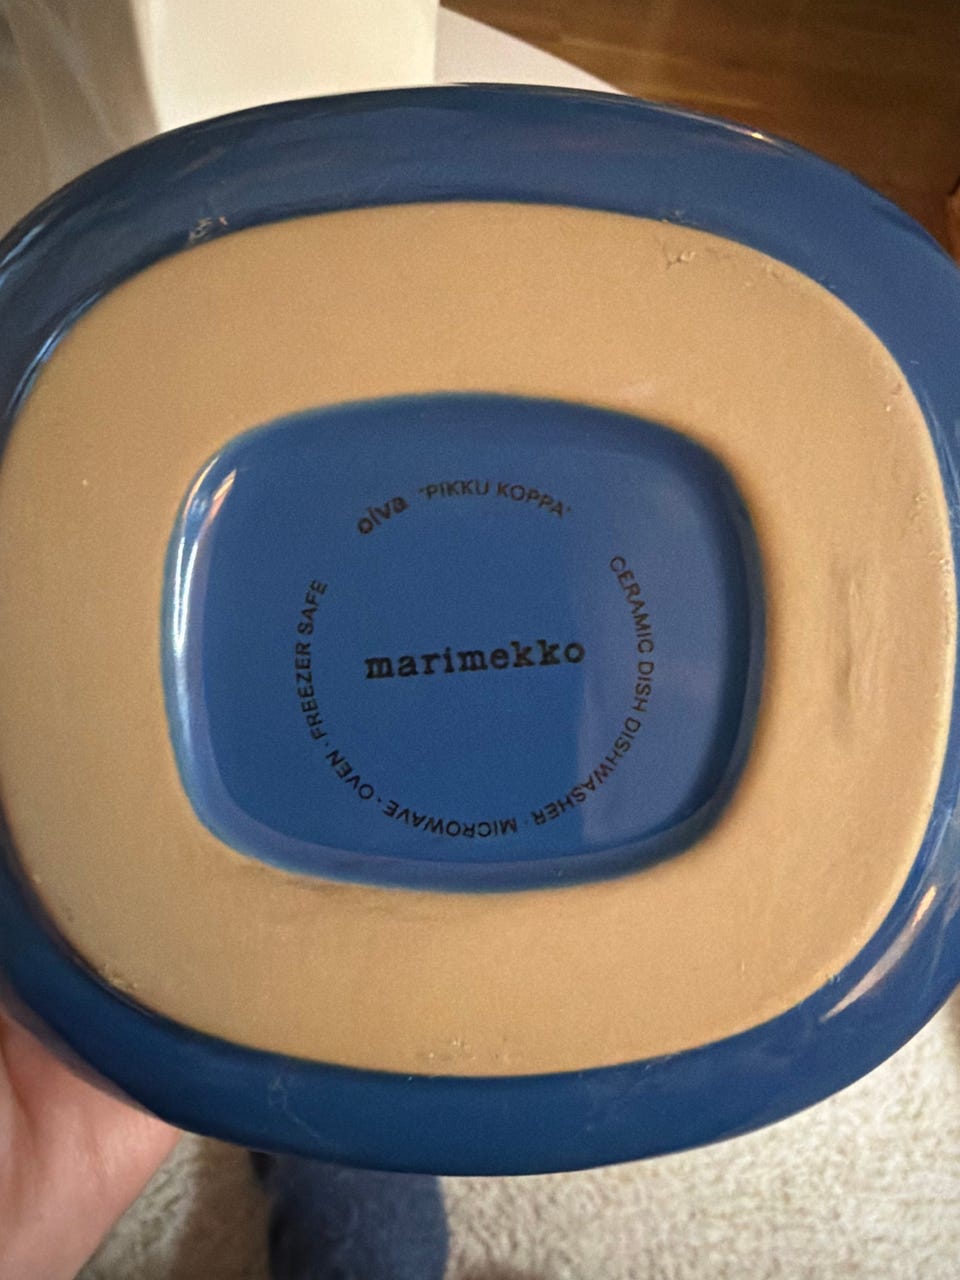 oiva "PIKKU KOPPA"
marimekko
CERAMIC DISH DISHWASHER · MICROWAVE · OVEN · FREEZER SAFE